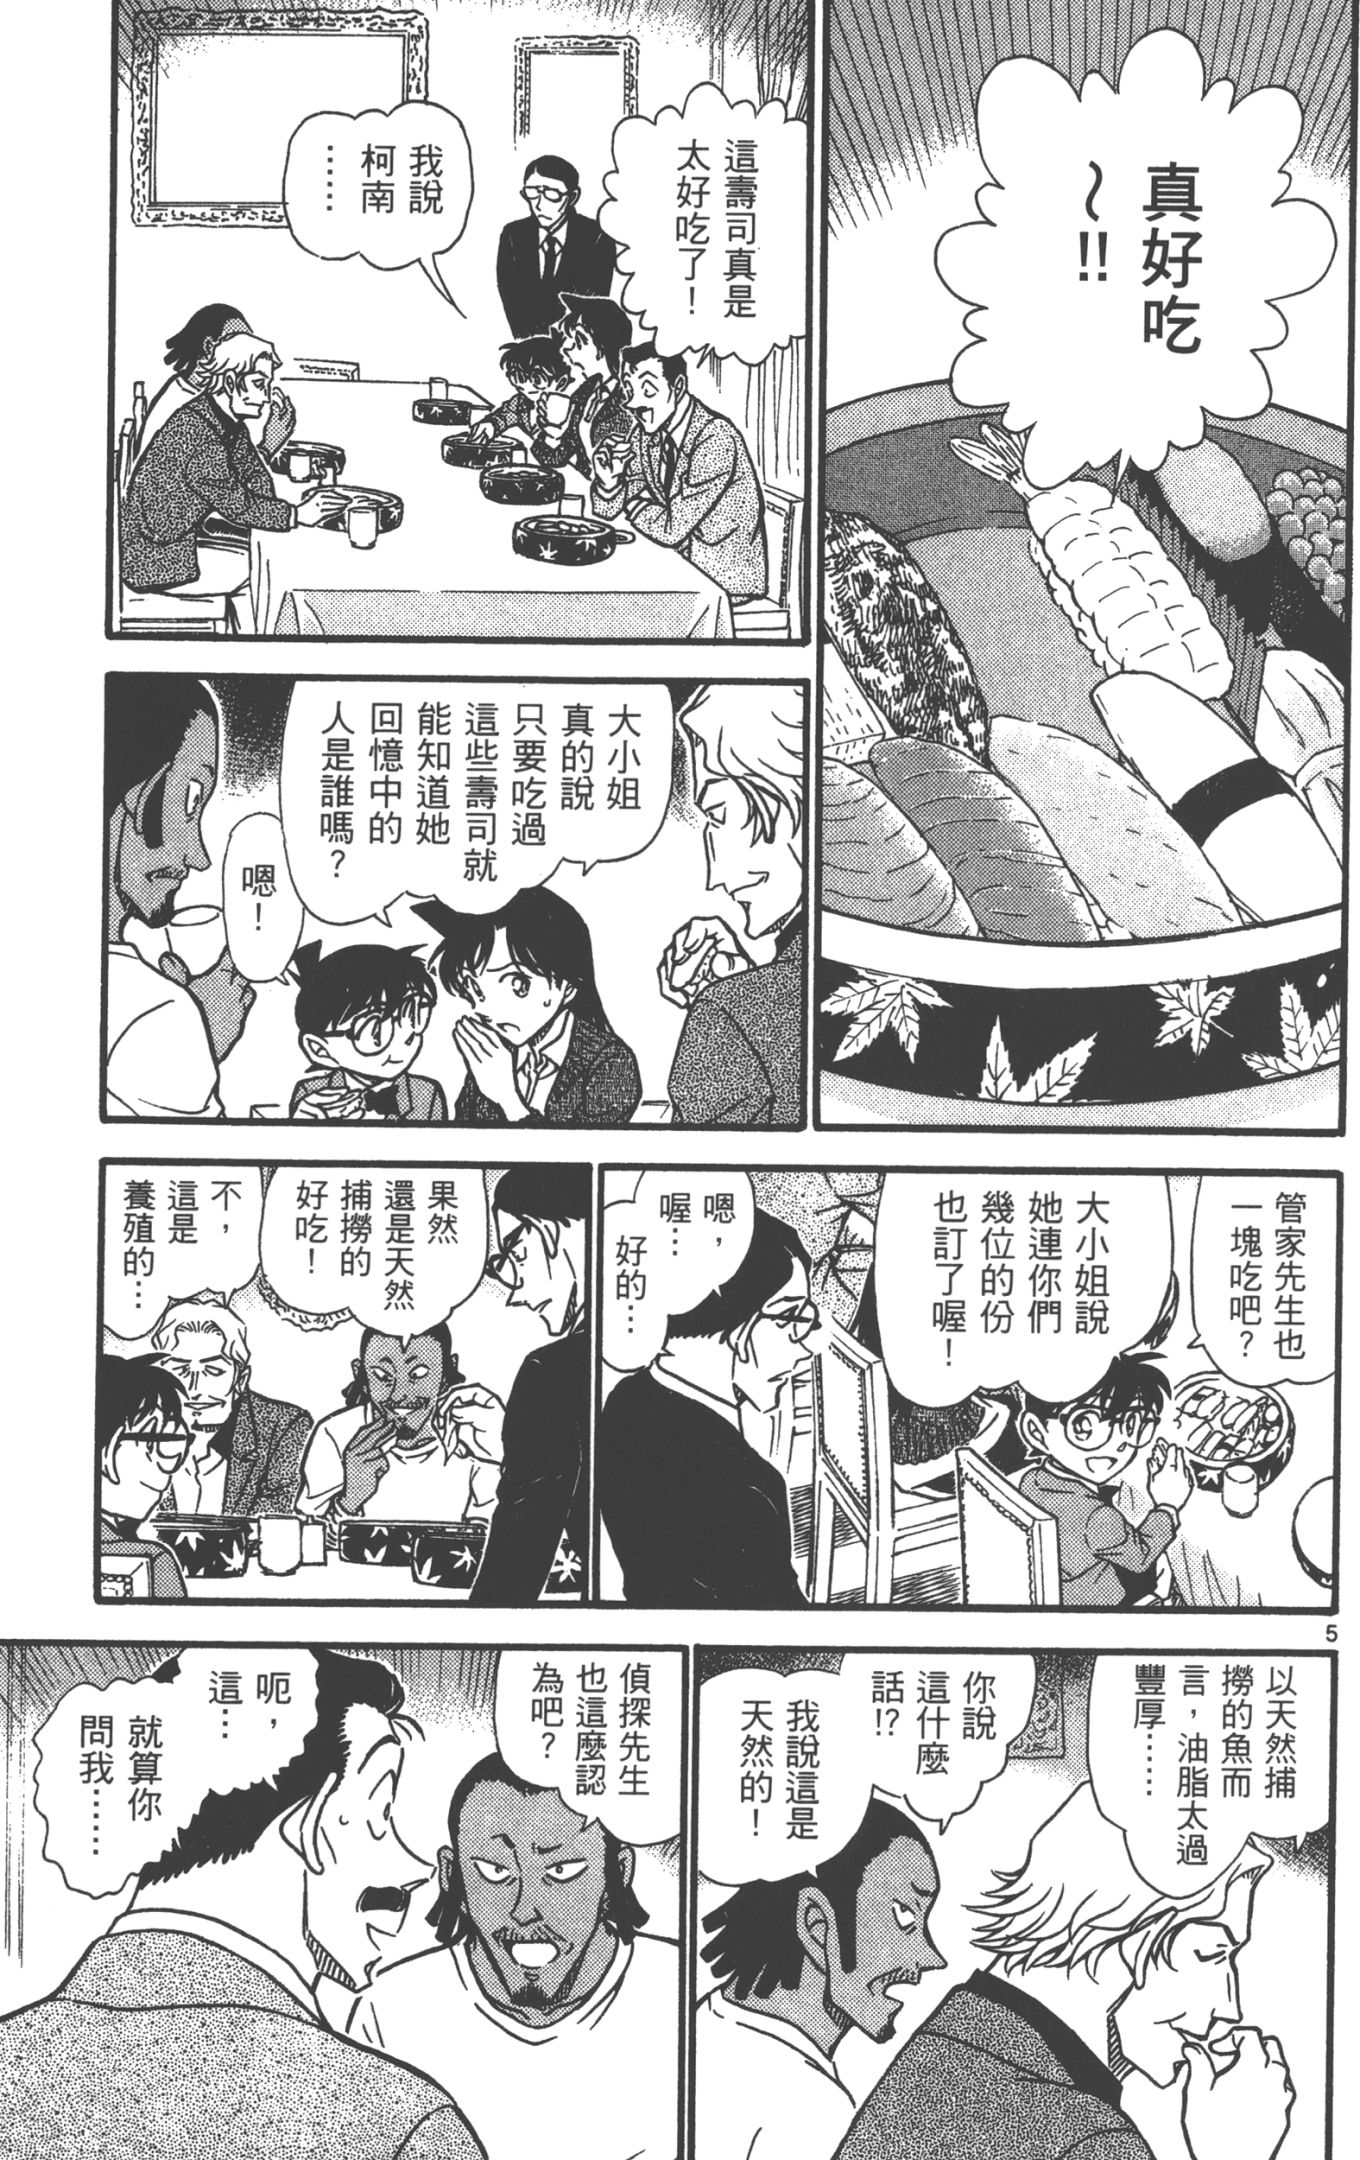 真好吃
～!!
這壽司真是
太好吃了！
我說
柯南
……
大小姐
真的說
只要吃過
這些壽司就
能知道她
回憶中的
人是誰嗎？
嗯！
管家先生也
一塊吃吧？
大小姐說
她連你們
幾位的份
也訂了喔！
嗯，
喔…
好的…
果然
還是天然
捕撈的
好吃！
不，
這是
養殖的…
5
以天然捕
撈的魚而
言，油脂太過
豐厚……
你說
這什麼
話!?
我說這是
天然的！
偵探先生
也這麼認
為吧？
呃，
這…
就算你
問我……